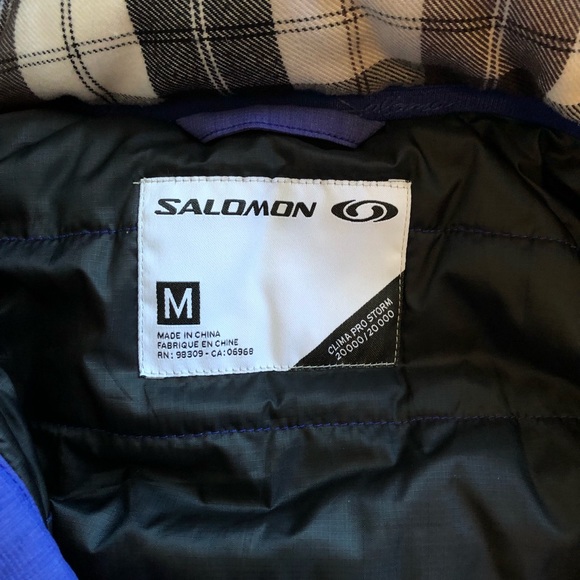 SALOMON
M
MADE IN CHINA
FABRIQUE EN CHINE
RN: 98309 - CA: 06968
CLIMA PRO STORM
20 000 / 20 000